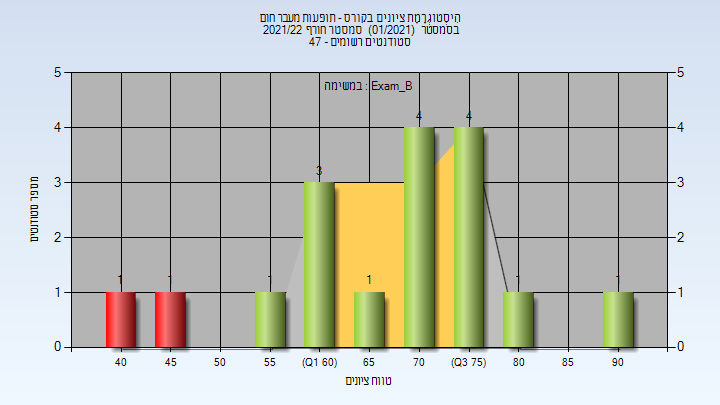 היסטוגרמת ציונים בקורס - תופעות מעבר חום
בסמסטר (01/2021) סמסטר חורף 2021/22
סטודנטים רשומים - 47
במשימה : Exam_B
מספר סטודנטים
5 5
4 4
3 3
2 2
1 1
0 0
1 1 1 3 1 4 4 1 1
40 45 50 55 (Q1 60) 65 70 (Q3 75) 80 85 90
טווח ציונים